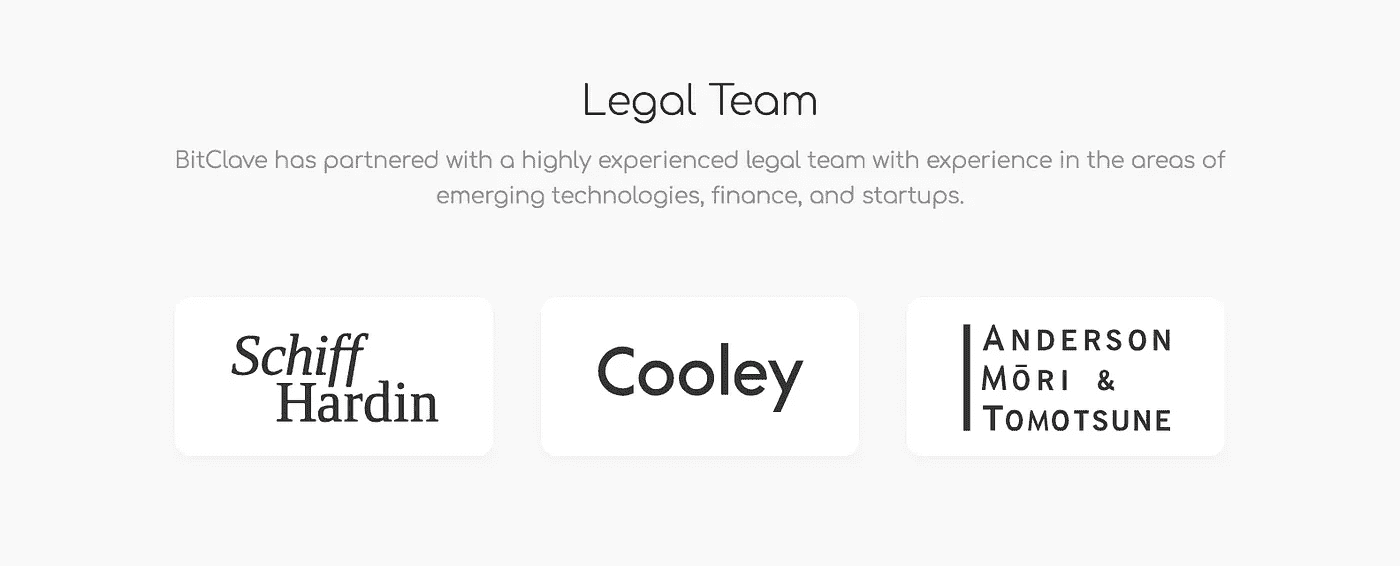 Legal Team
BitClave has partnered with a highly experienced legal team with experience in the areas of
emerging technologies, finance, and startups.
Schiff
Hardin
Cooley
ANDERSON
MŌRI &
TOMOTSUNE